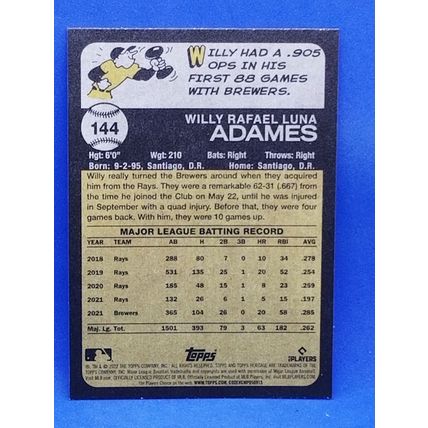 WILLY HAD A .905
OPS IN HIS
FIRST 88 GAMES
WITH BREWERS.
144
WILLY RAFAEL LUNA
ADAMES
Hgt: 6'0" Wgt: 210 Bats: Right Throws: Right
Born: 9-2-95, Santiago, D.R. Home: Santiago, D.R.
Willy really turned the Brewers around when they acquired
him from the Rays. They were a remarkable 62-31 (.667) from
the time he joined the Club on May 22, until he was injured
in September with a quad injury. Before that, they were four
games back. With him, they were 10 games up.
MAJOR LEAGUE BATTING RECORD
YEAR TEAM AB H 2B 3B HR RBI AVG
2018 Rays 288 80 7 0 10 34 .278
2019 Rays 531 135 25 1 20 52 .254
2020 Rays 185 48 15 1 8 23 .259
2021 Rays 132 26 6 1 5 15 .197
2021 Brewers 365 104 26 0 20 58 .285
Maj. Lg. Tot. 1501 393 79 3 63 182 .262
Topps
PLAYERS